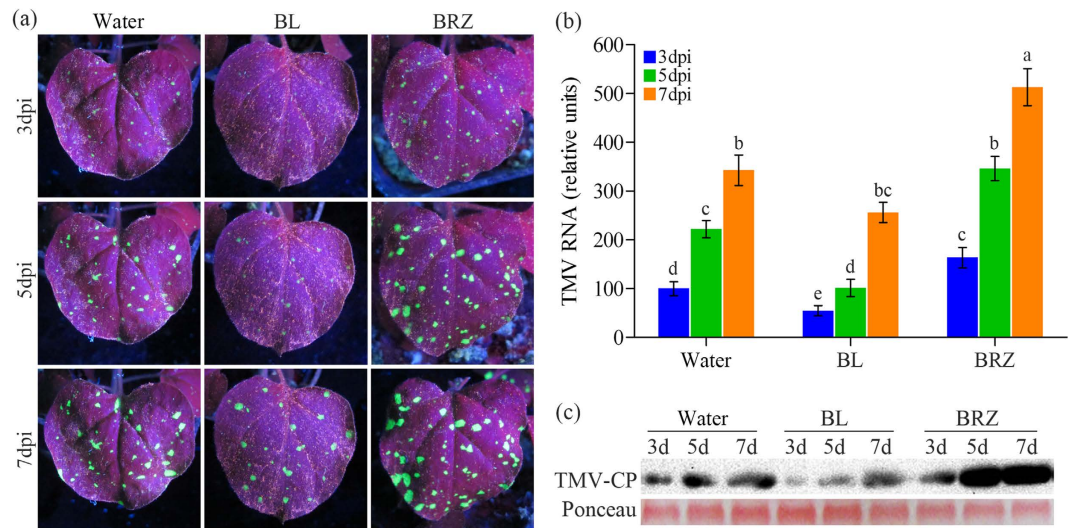 (a)
Water BL BRZ
3dpi
5dpi
7dpi
(b)
TMV RNA (relative units)
600
500
400
300
200
100
0
3dpi
5dpi
7dpi
d c b
e d bc
c b a
Water BL BRZ
(c)
Water BL BRZ
3d 5d 7d 3d 5d 7d 3d 5d 7d
TMV-CP
Ponceau